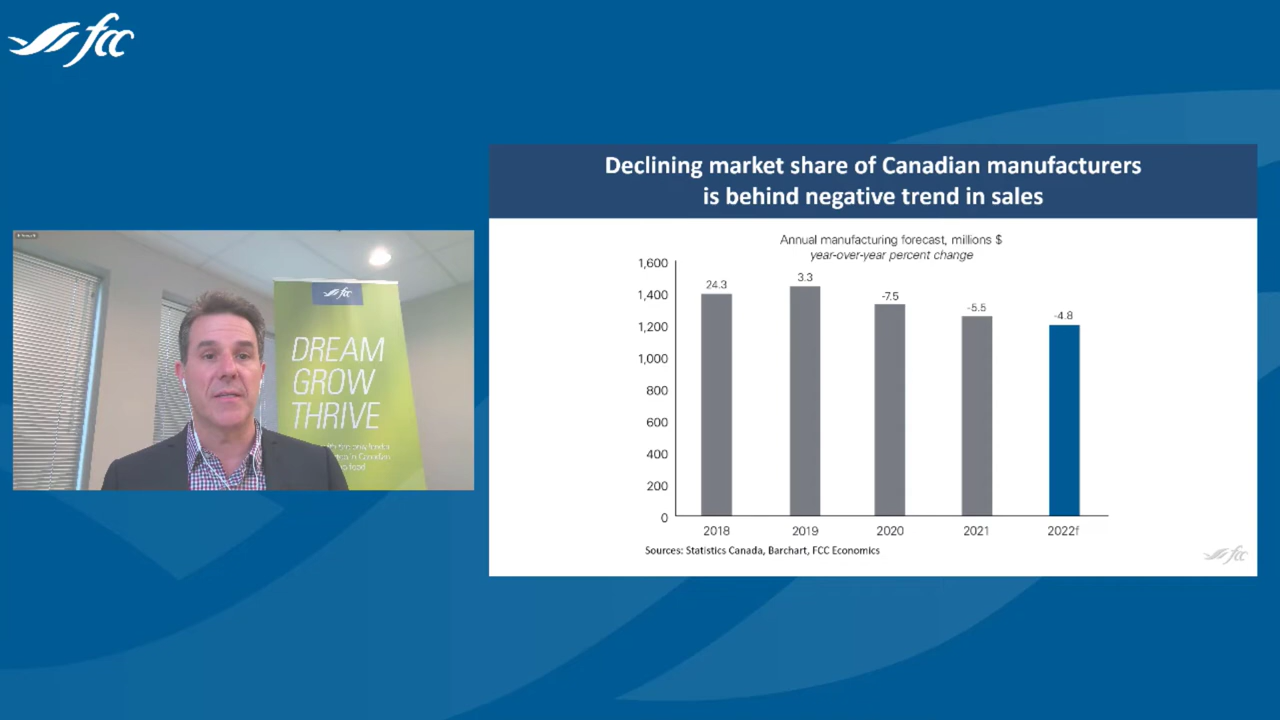 fcc
Declining market share of Canadian manufacturers
is behind negative trend in sales
Annual manufacturing forecast, millions $
year-over-year percent change
1,600
1,400
1,200
1,000
800
600
400
200
0
24.3
3.3
-7.5
-5.5
-4.8
2018
2019
2020
2021
2022f
Sources: Statistics Canada, Barchart, FCC Economics
fcc
fcc
DREAM
GROW
THRIVE
in Canadian
food